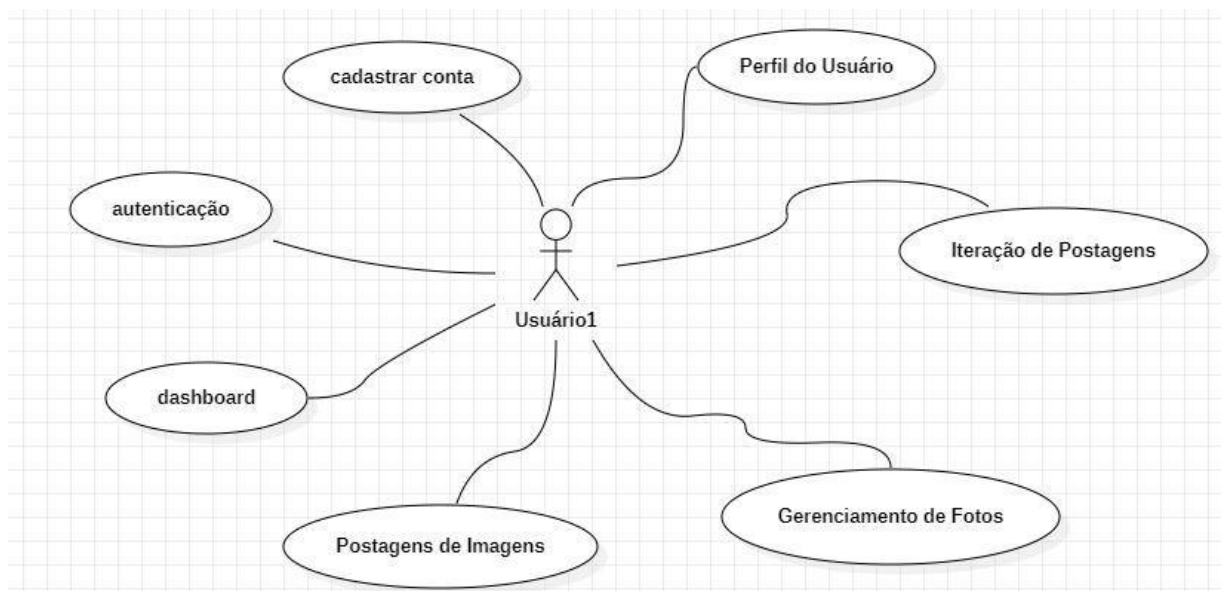 Perfil do Usuário
cadastrar conta
autenticação
Iteração de Postagens
Usuário1
dashboard
Gerenciamento de Fotos
Postagens de Imagens